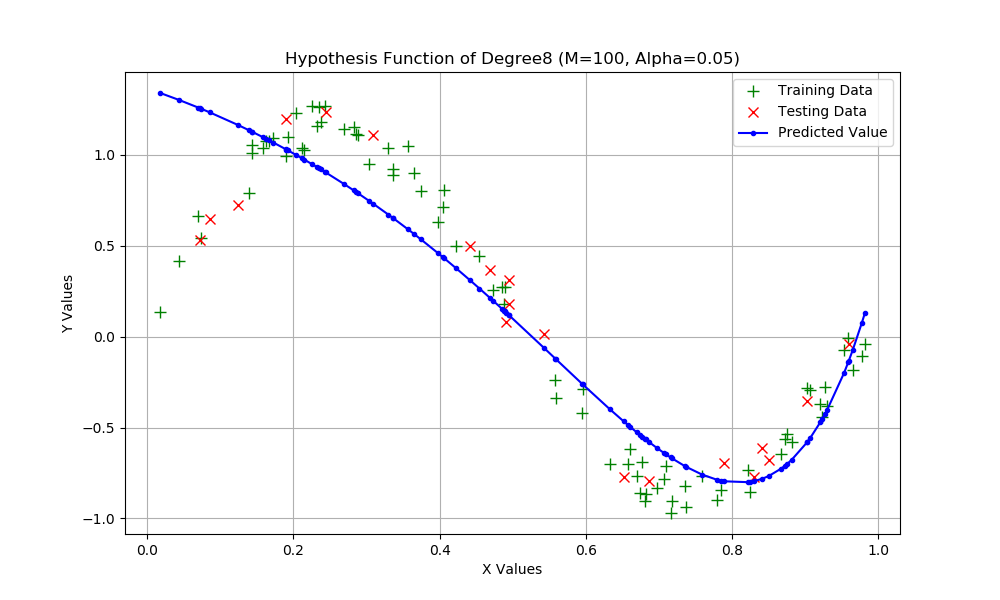 Hypothesis Function of Degree8 (M=100, Alpha=0.05)
Training Data
Testing Data
Predicted Value
1.0
0.5
0.0
−0.5
−1.0
Y Values
0.0 0.2 0.4 0.6 0.8 1.0
X Values